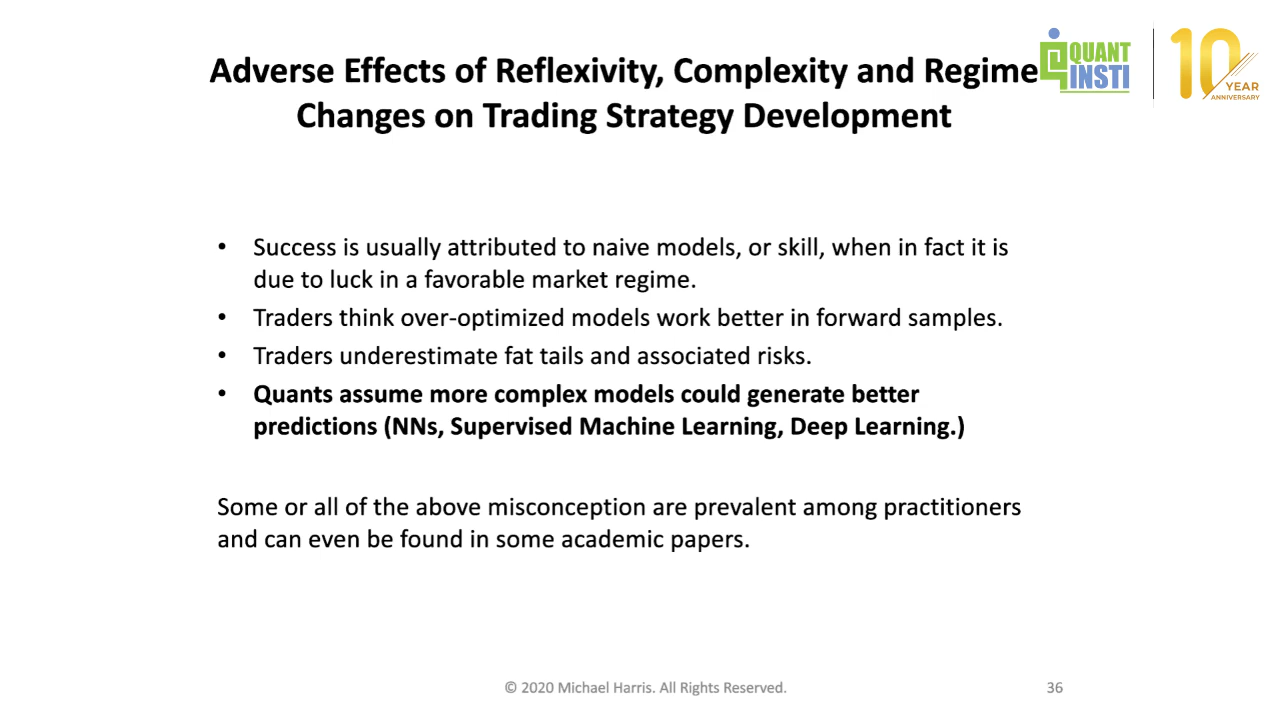 Adverse Effects of Reflexivity, Complexity and Regime
Changes on Trading Strategy Development
QUANT
INSTI
10
YEAR
ANNIVERSARY
• Success is usually attributed to naive models, or skill, when in fact it is
due to luck in a favorable market regime.
• Traders think over-optimized models work better in forward samples.
• Traders underestimate fat tails and associated risks.
• Quants assume more complex models could generate better
predictions (NNs, Supervised Machine Learning, Deep Learning.)
Some or all of the above misconception are prevalent among practitioners
and can even be found in some academic papers.
© 2020 Michael Harris. All Rights Reserved.
36